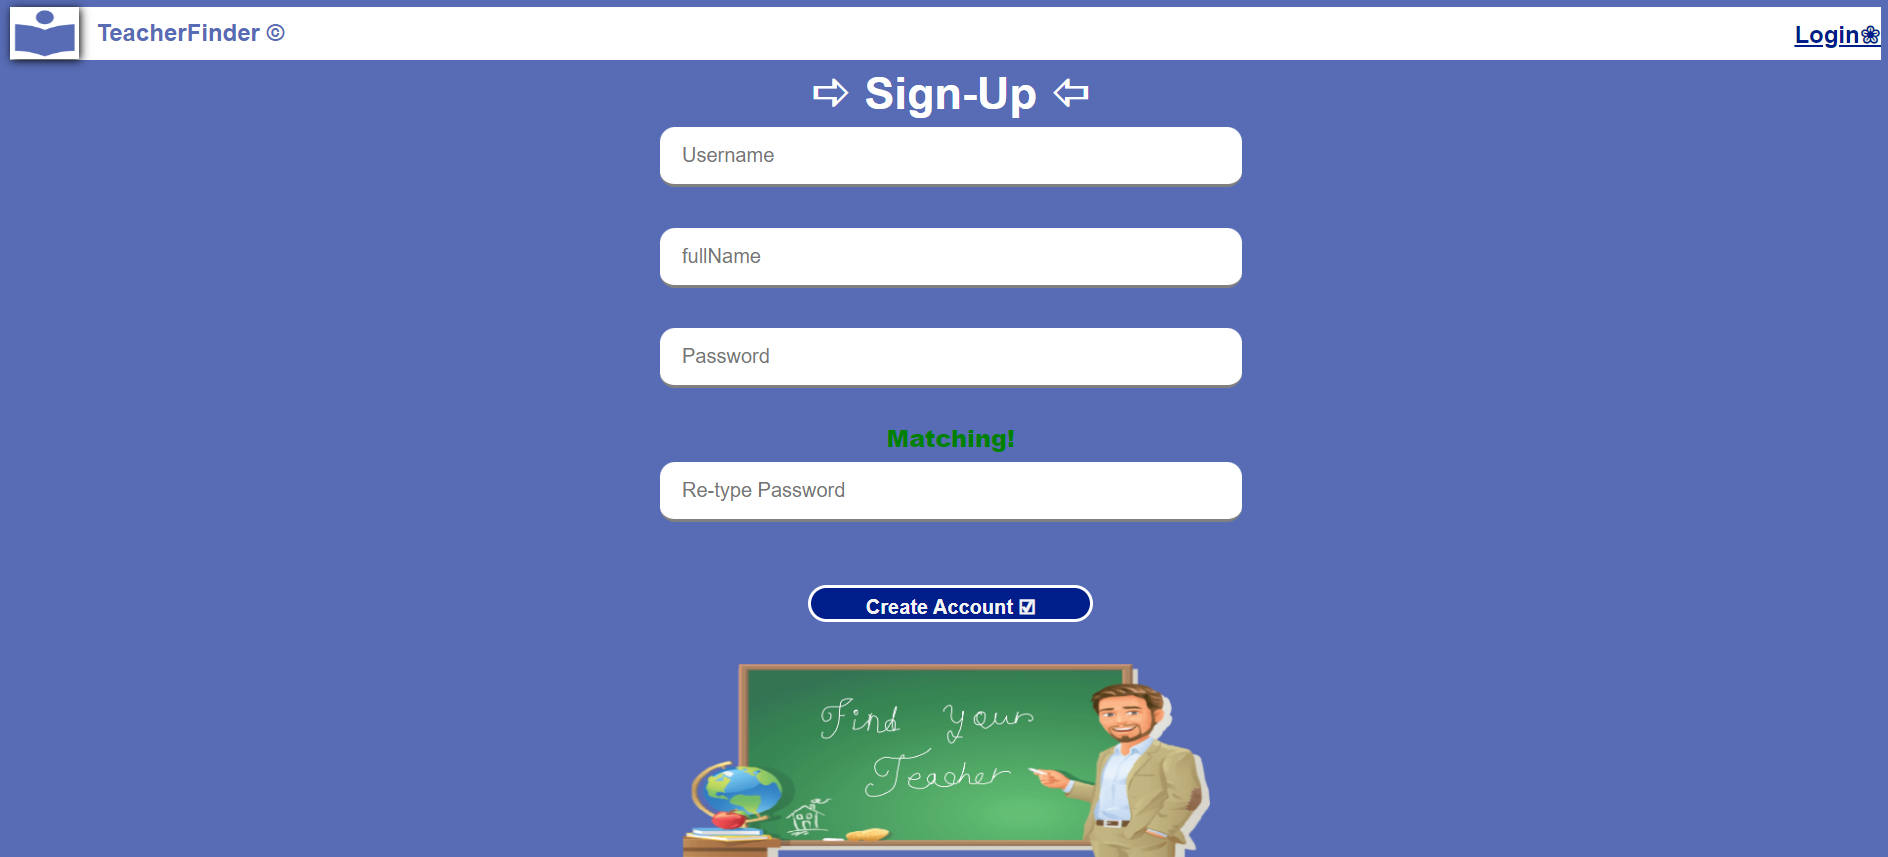 TeacherFinder ©
Login❀
⇨ Sign-Up ⇦
Username
fullName
Password
Matching!
Re-type Password
Create Account ☑
Find Your
Teacher